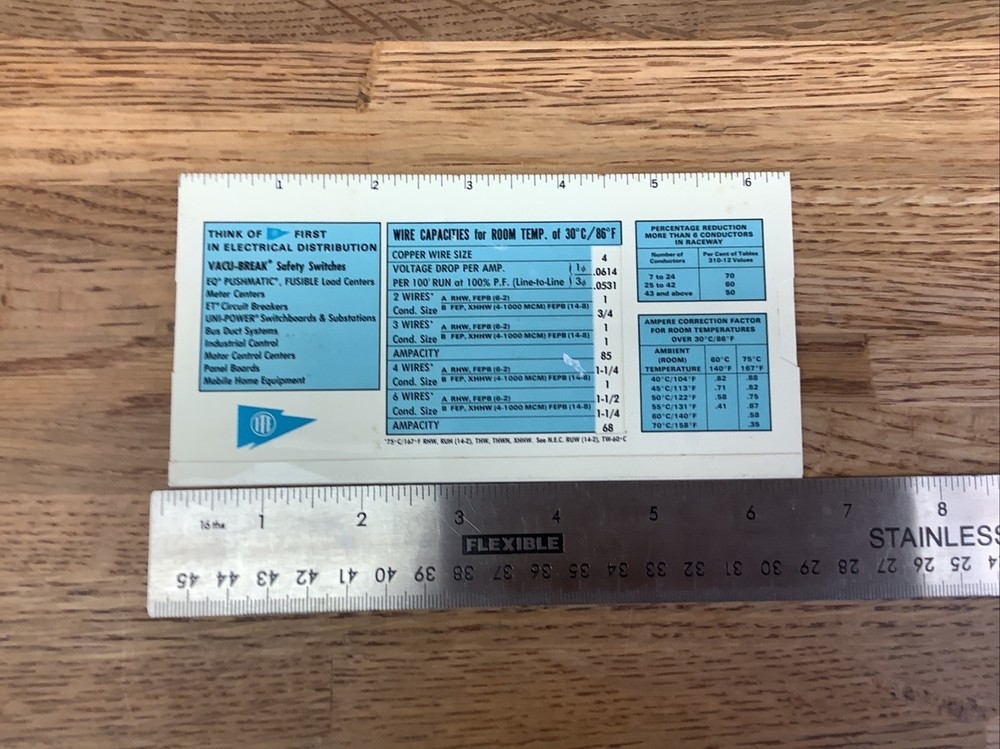 1 2 3 4 5 6
THINK OF FIRST
IN ELECTRICAL DISTRIBUTION
VACU-BREAK® Safety Switches
EQ® PUSHMATIC®, FUSIBLE Load Centers
Meter Centers
ET® Circuit Breakers
UNI-POWER® Switchboards & Substations
Bus Duct Systems
Industrial Control
Motor Control Centers
Panel Boards
Mobile Home Equipment
WIRE CAPACITIES for ROOM TEMP. of 30°C/86°F
COPPER WIRE SIZE 4
VOLTAGE DROP PER AMP. 1ϕ .0614
PER 100' RUN at 100% P.F. (Line-to-Line 3ϕ .0531
2 WIRES* A RHW, FEPB (6-2) 1
Cond. Size B FEP, XHHW (4-1000 MCM) FEPB (14-8) 3/4
3 WIRES* A RHW, FEPB (6-2) 1
Cond. Size B FEP, XHHW (4-1000 MCM) FEPB (14-8) 1
AMPACITY 85
4 WIRES* A RHW, FEPB (6-2) 1-1/4
Cond. Size B FEP, XHHW (4-1000 MCM) FEPB (14-8) 1
6 WIRES* A RHW, FEPB (6-2) 1-1/2
Cond. Size B FEP, XHHW (4-1000 MCM) FEPB (14-8) 1-1/4
AMPACITY 68
*75°C/167°F RHW, RUH (14-2), THW, THWN, XHHW. See N.E.C. RUW (14-2), TW-60°C
PERCENTAGE REDUCTION
MORE THAN 6 CONDUCTORS
IN RACEWAY
Number of Conductors Per Cent of Tables 310-12 Values
7 to 24 70
25 to 42 60
43 and above 50
AMPERE CORRECTION FACTOR
FOR ROOM TEMPERATURES
OVER 30°C/86°F
AMBIENT (ROOM) TEMPERATURE 60°C 140°F 75°C 167°F
40°C/104°F .82 .88
45°C/113°F .71 .82
50°C/122°F .58 .75
55°C/131°F .41 .67
60°C/140°F .58
70°C/158°F .35
16 ths 1 2 3 4 5 6 7 8
FLEXIBLE
STAINLESS
45 44 43 42 41 40 39 38 37 36 35 34 33 32 31 30 29 28 27 26 25 24